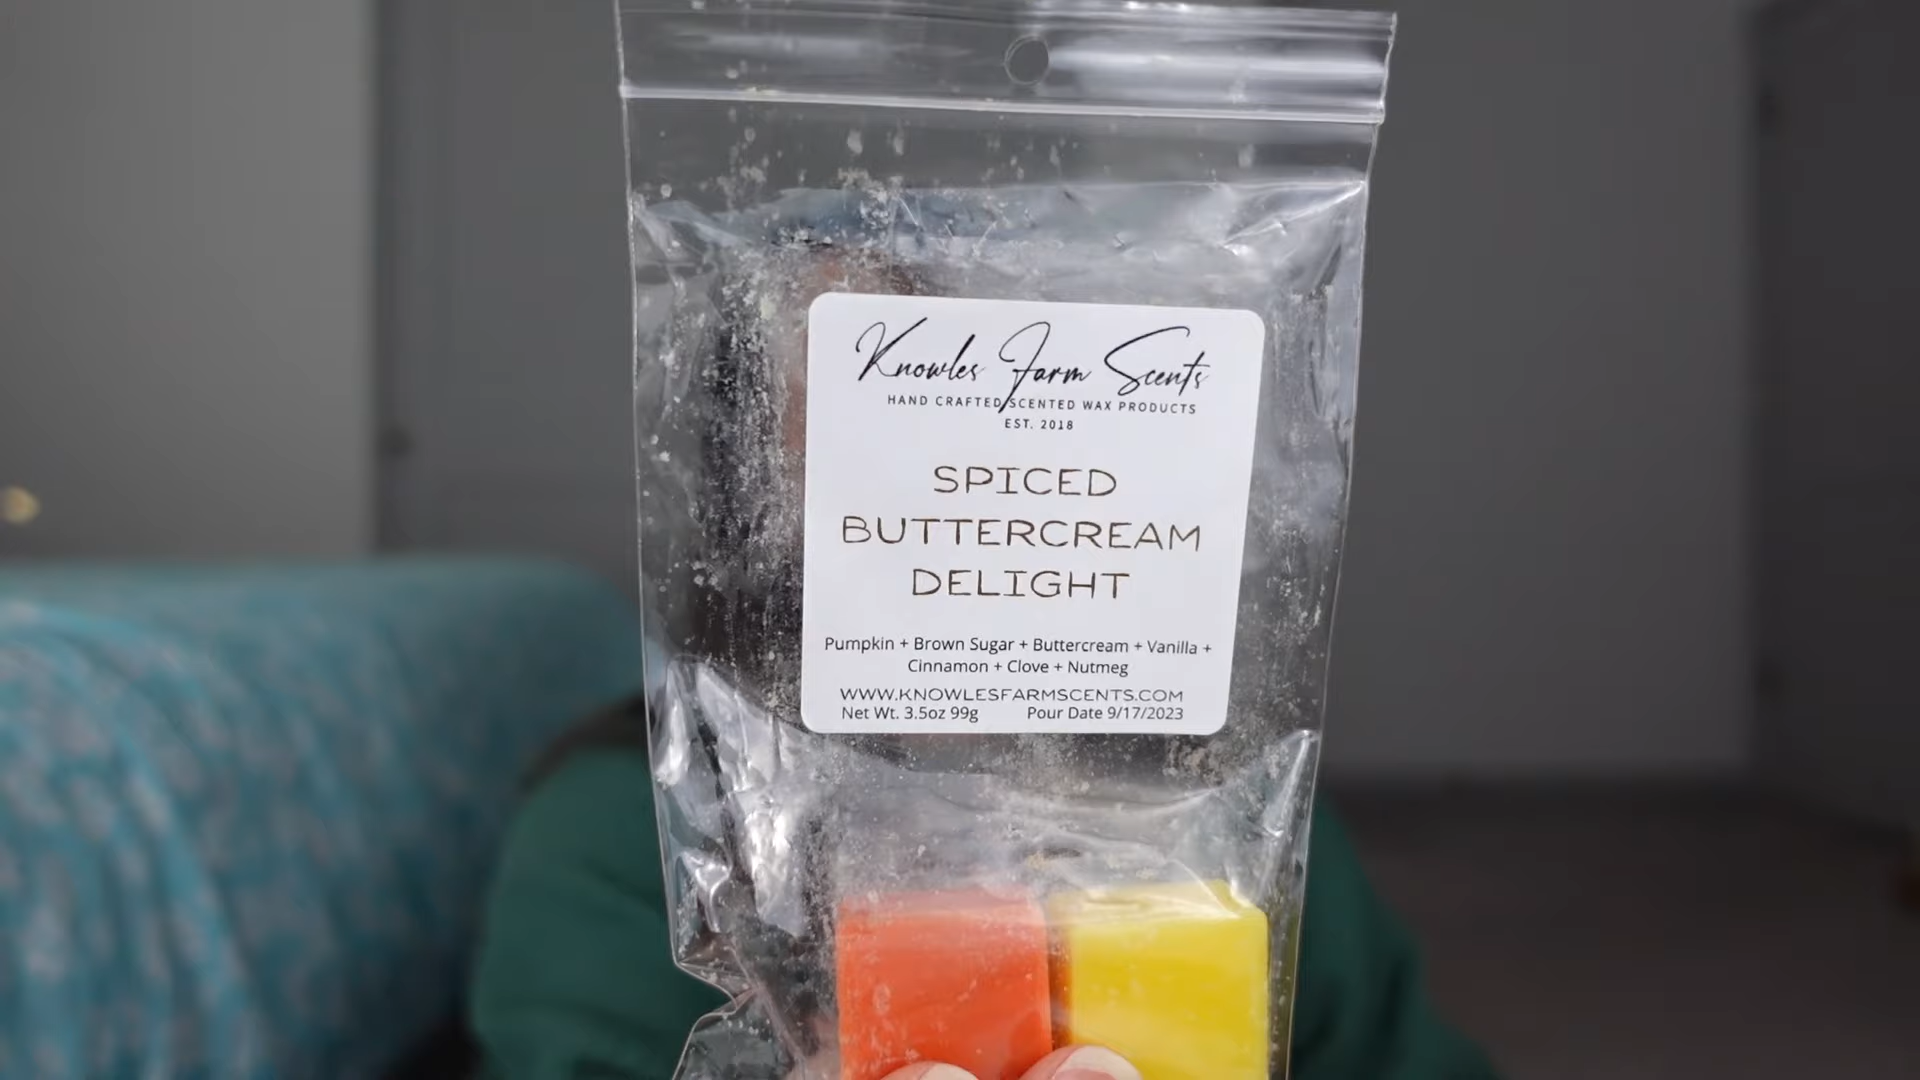 Knowles Farm Scents
HAND CRAFTED SCENTED WAX PRODUCTS
EST. 2018
SPICED
BUTTERCREAM
DELIGHT
Pumpkin + Brown Sugar + Buttercream + Vanilla +
Cinnamon + Clove + Nutmeg
WWW.KNOWLESFARMSCENTS.COM
Net Wt. 3.5oz 99g Pour Date 9/17/2023